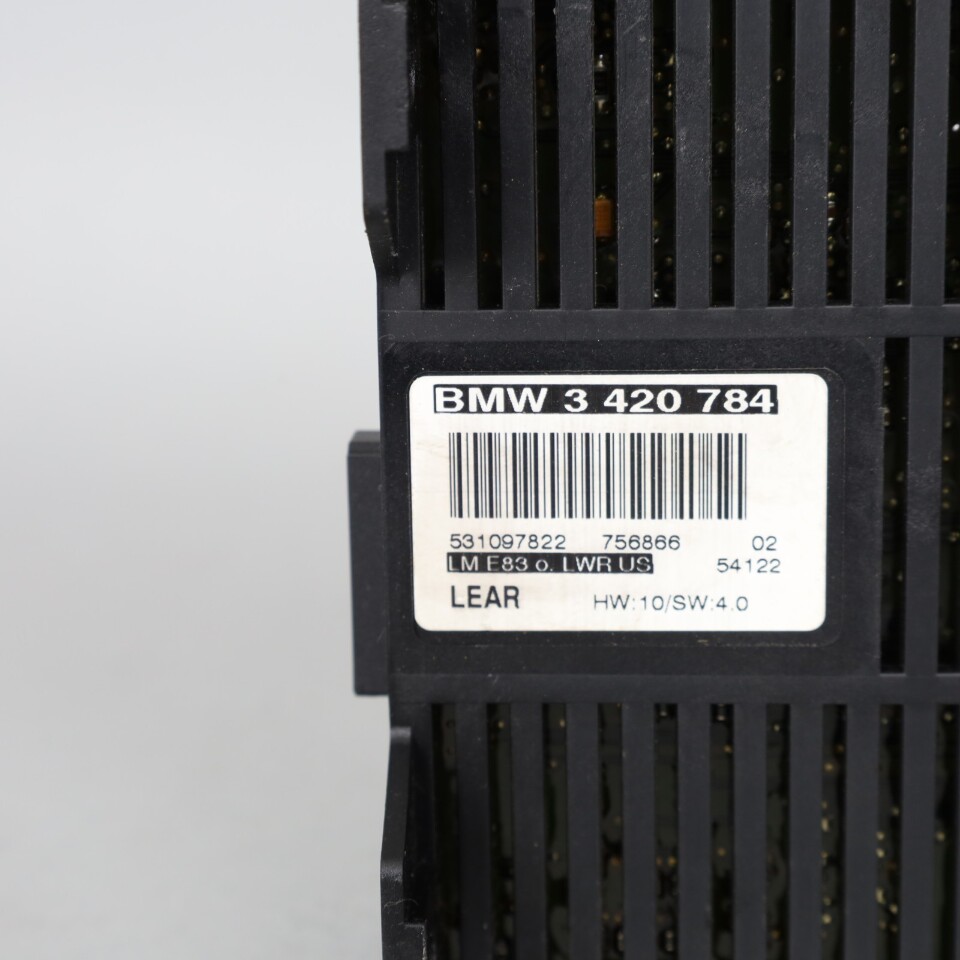 BMW 3 420 784
531097822 756866 02
LM E83 o. LWR US 54122
LEAR HW:10/SW:4.0